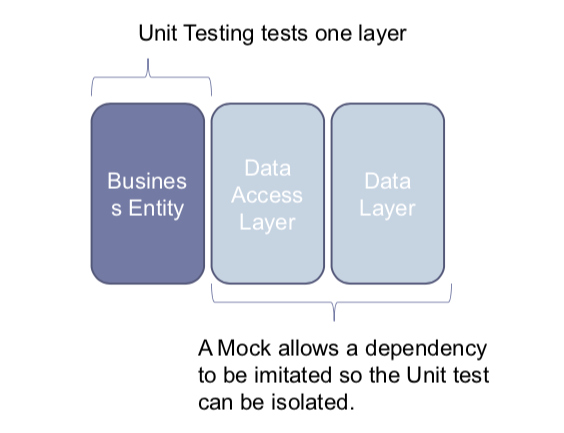 Unit Testing tests one layer
Busines
s Entity
Data
Access
Layer
Data
Layer
A Mock allows a dependency
to be imitated so the Unit test
can be isolated.